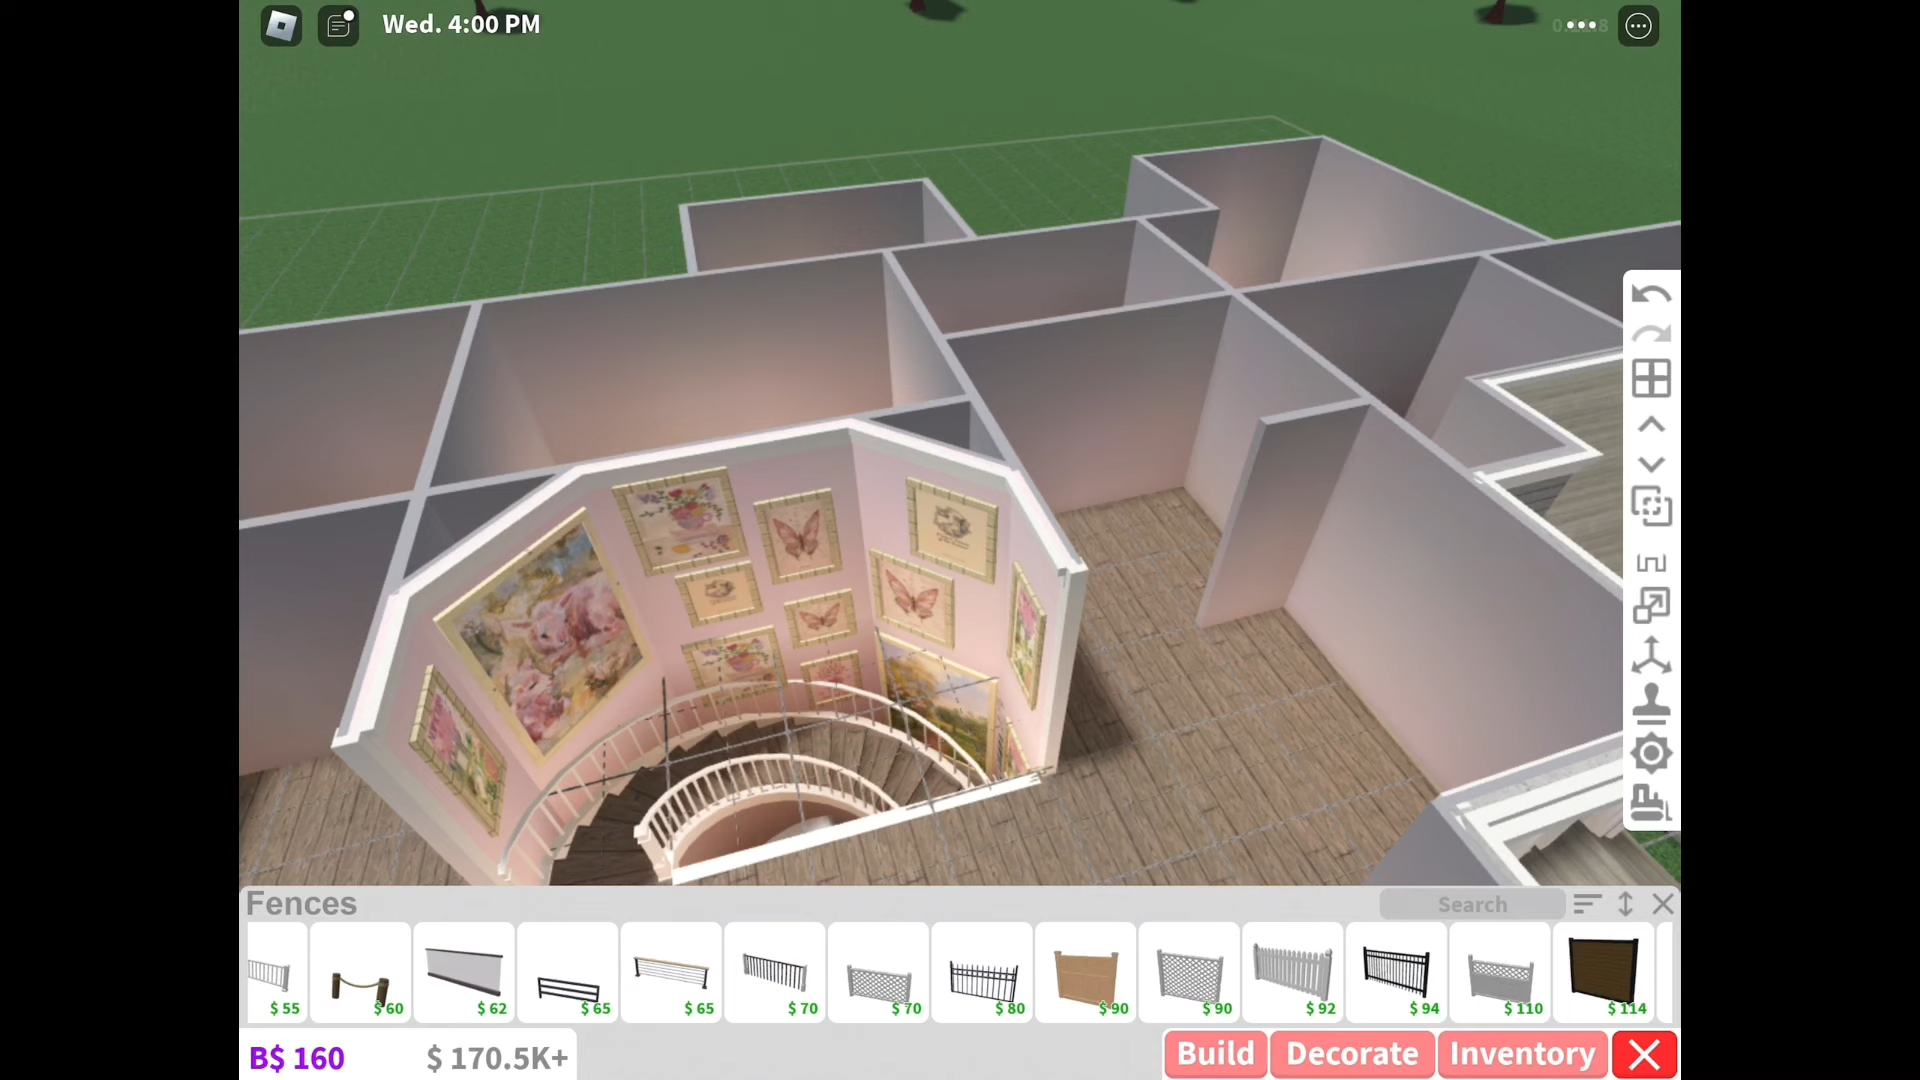 Wed. 4:00 PM
Fences
Search
$ 55
$ 60
$ 62
$ 65
$ 65
$ 70
$ 70
$ 80
$ 90
$ 90
$ 92
$ 94
$ 110
$ 114
B$ 160
$ 170.5K+
Build
Decorate
Inventory